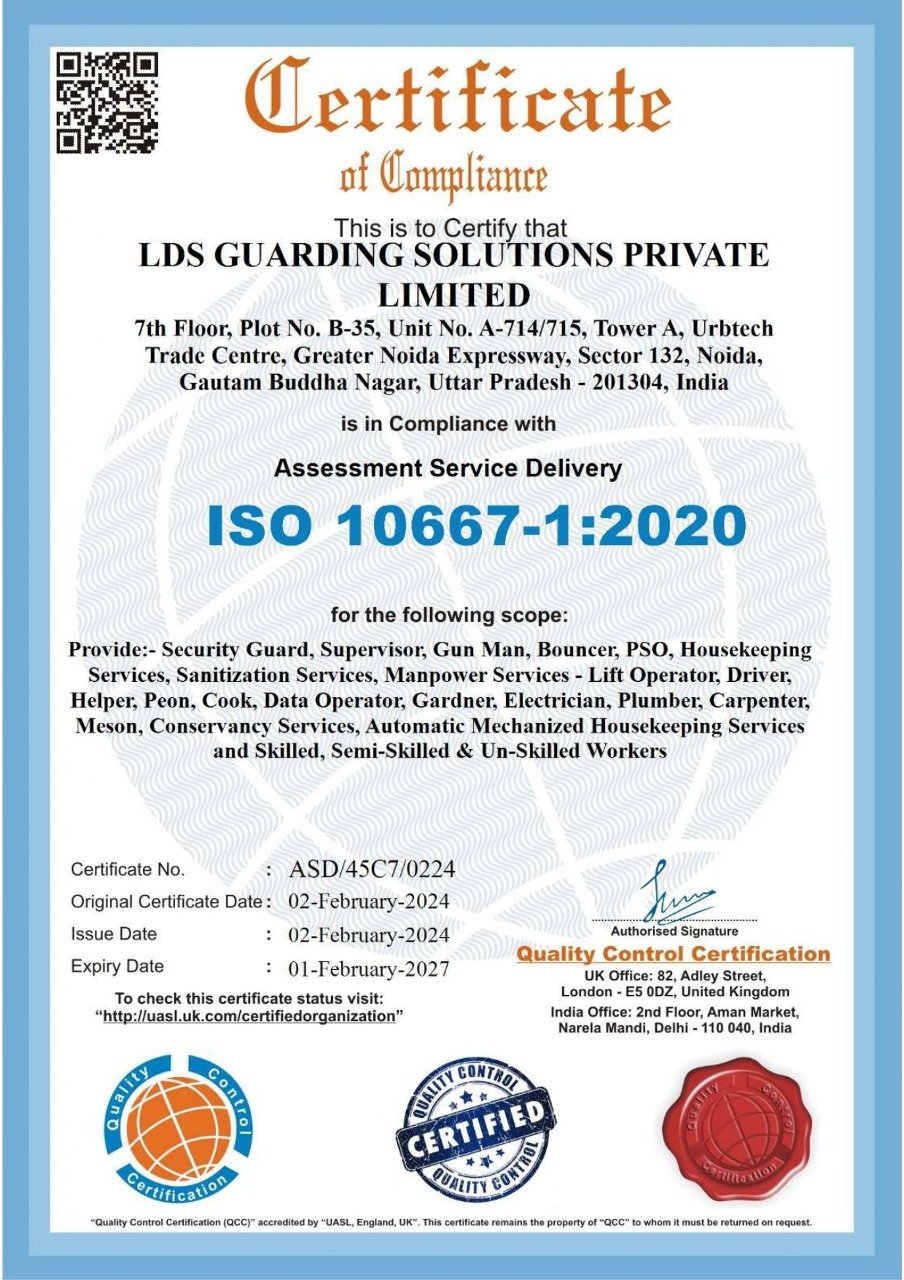 Certificate
of Compliance
This is to Certify that
LDS GUARDING SOLUTIONS PRIVATE
LIMITED
7th Floor, Plot No. B-35, Unit No. A-714/715, Tower A, Urbtech
Trade Centre, Greater Noida Expressway, Sector 132, Noida,
Gautam Buddha Nagar, Uttar Pradesh - 201304, India
is in Compliance with
Assessment Service Delivery
ISO 10667-1:2020
for the following scope:
Provide:- Security Guard, Supervisor, Gun Man, Bouncer, PSO, Housekeeping
Services, Sanitization Services, Manpower Services - Lift Operator, Driver,
Helper, Peon, Cook, Data Operator, Gardner, Electrician, Plumber, Carpenter,
Meson, Conservancy Services, Automatic Mechanized Housekeeping Services
and Skilled, Semi-Skilled & Un-Skilled Workers
Certificate No. : ASD/45C7/0224
Original Certificate Date : 02-February-2024
Issue Date : 02-February-2024
Expiry Date : 01-February-2027
To check this certificate status visit:
“http://uasl.uk.com/certifiedorganization”
Authorised Signature
Quality Control Certification
UK Office: 82, Adley Street,
London - E5 0DZ, United Kingdom
India Office: 2nd Floor, Aman Market,
Narela Mandi, Delhi - 110 040, India
Quality Control
Certification
QUALITY CONTROL
CERTIFIED
QUALITY CONTROL
Quality Control
Certification
“Quality Control Certification (QCC)” accredited by “UASL, England, UK”. This certificate remains the property of “QCC” to whom it must be returned on request.